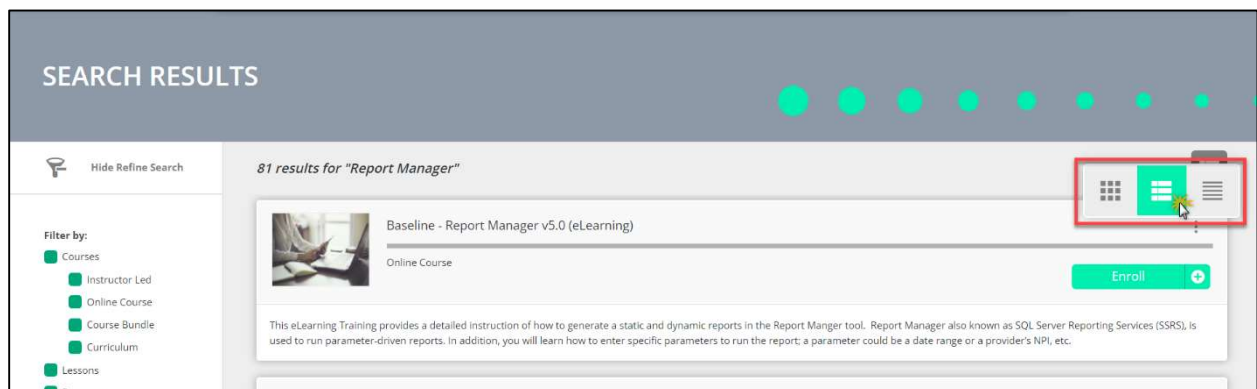 SEARCH RESULTS
Hide Refine Search
81 results for "Report Manager"
Filter by:
Courses
Instructor Led
Online Course
Course Bundle
Curriculum
Lessons
Baseline - Report Manager v5.0 (eLearning)
Online Course
Enroll
This eLearning Training provides a detailed instruction of how to generate a static and dynamic reports in the Report Manger tool. Report Manager also known as SQL Server Reporting Services (SSRS), is
used to run parameter-driven reports. In addition, you will learn how to enter specific parameters to run the report; a parameter could be a date range or a provider's NPI, etc.